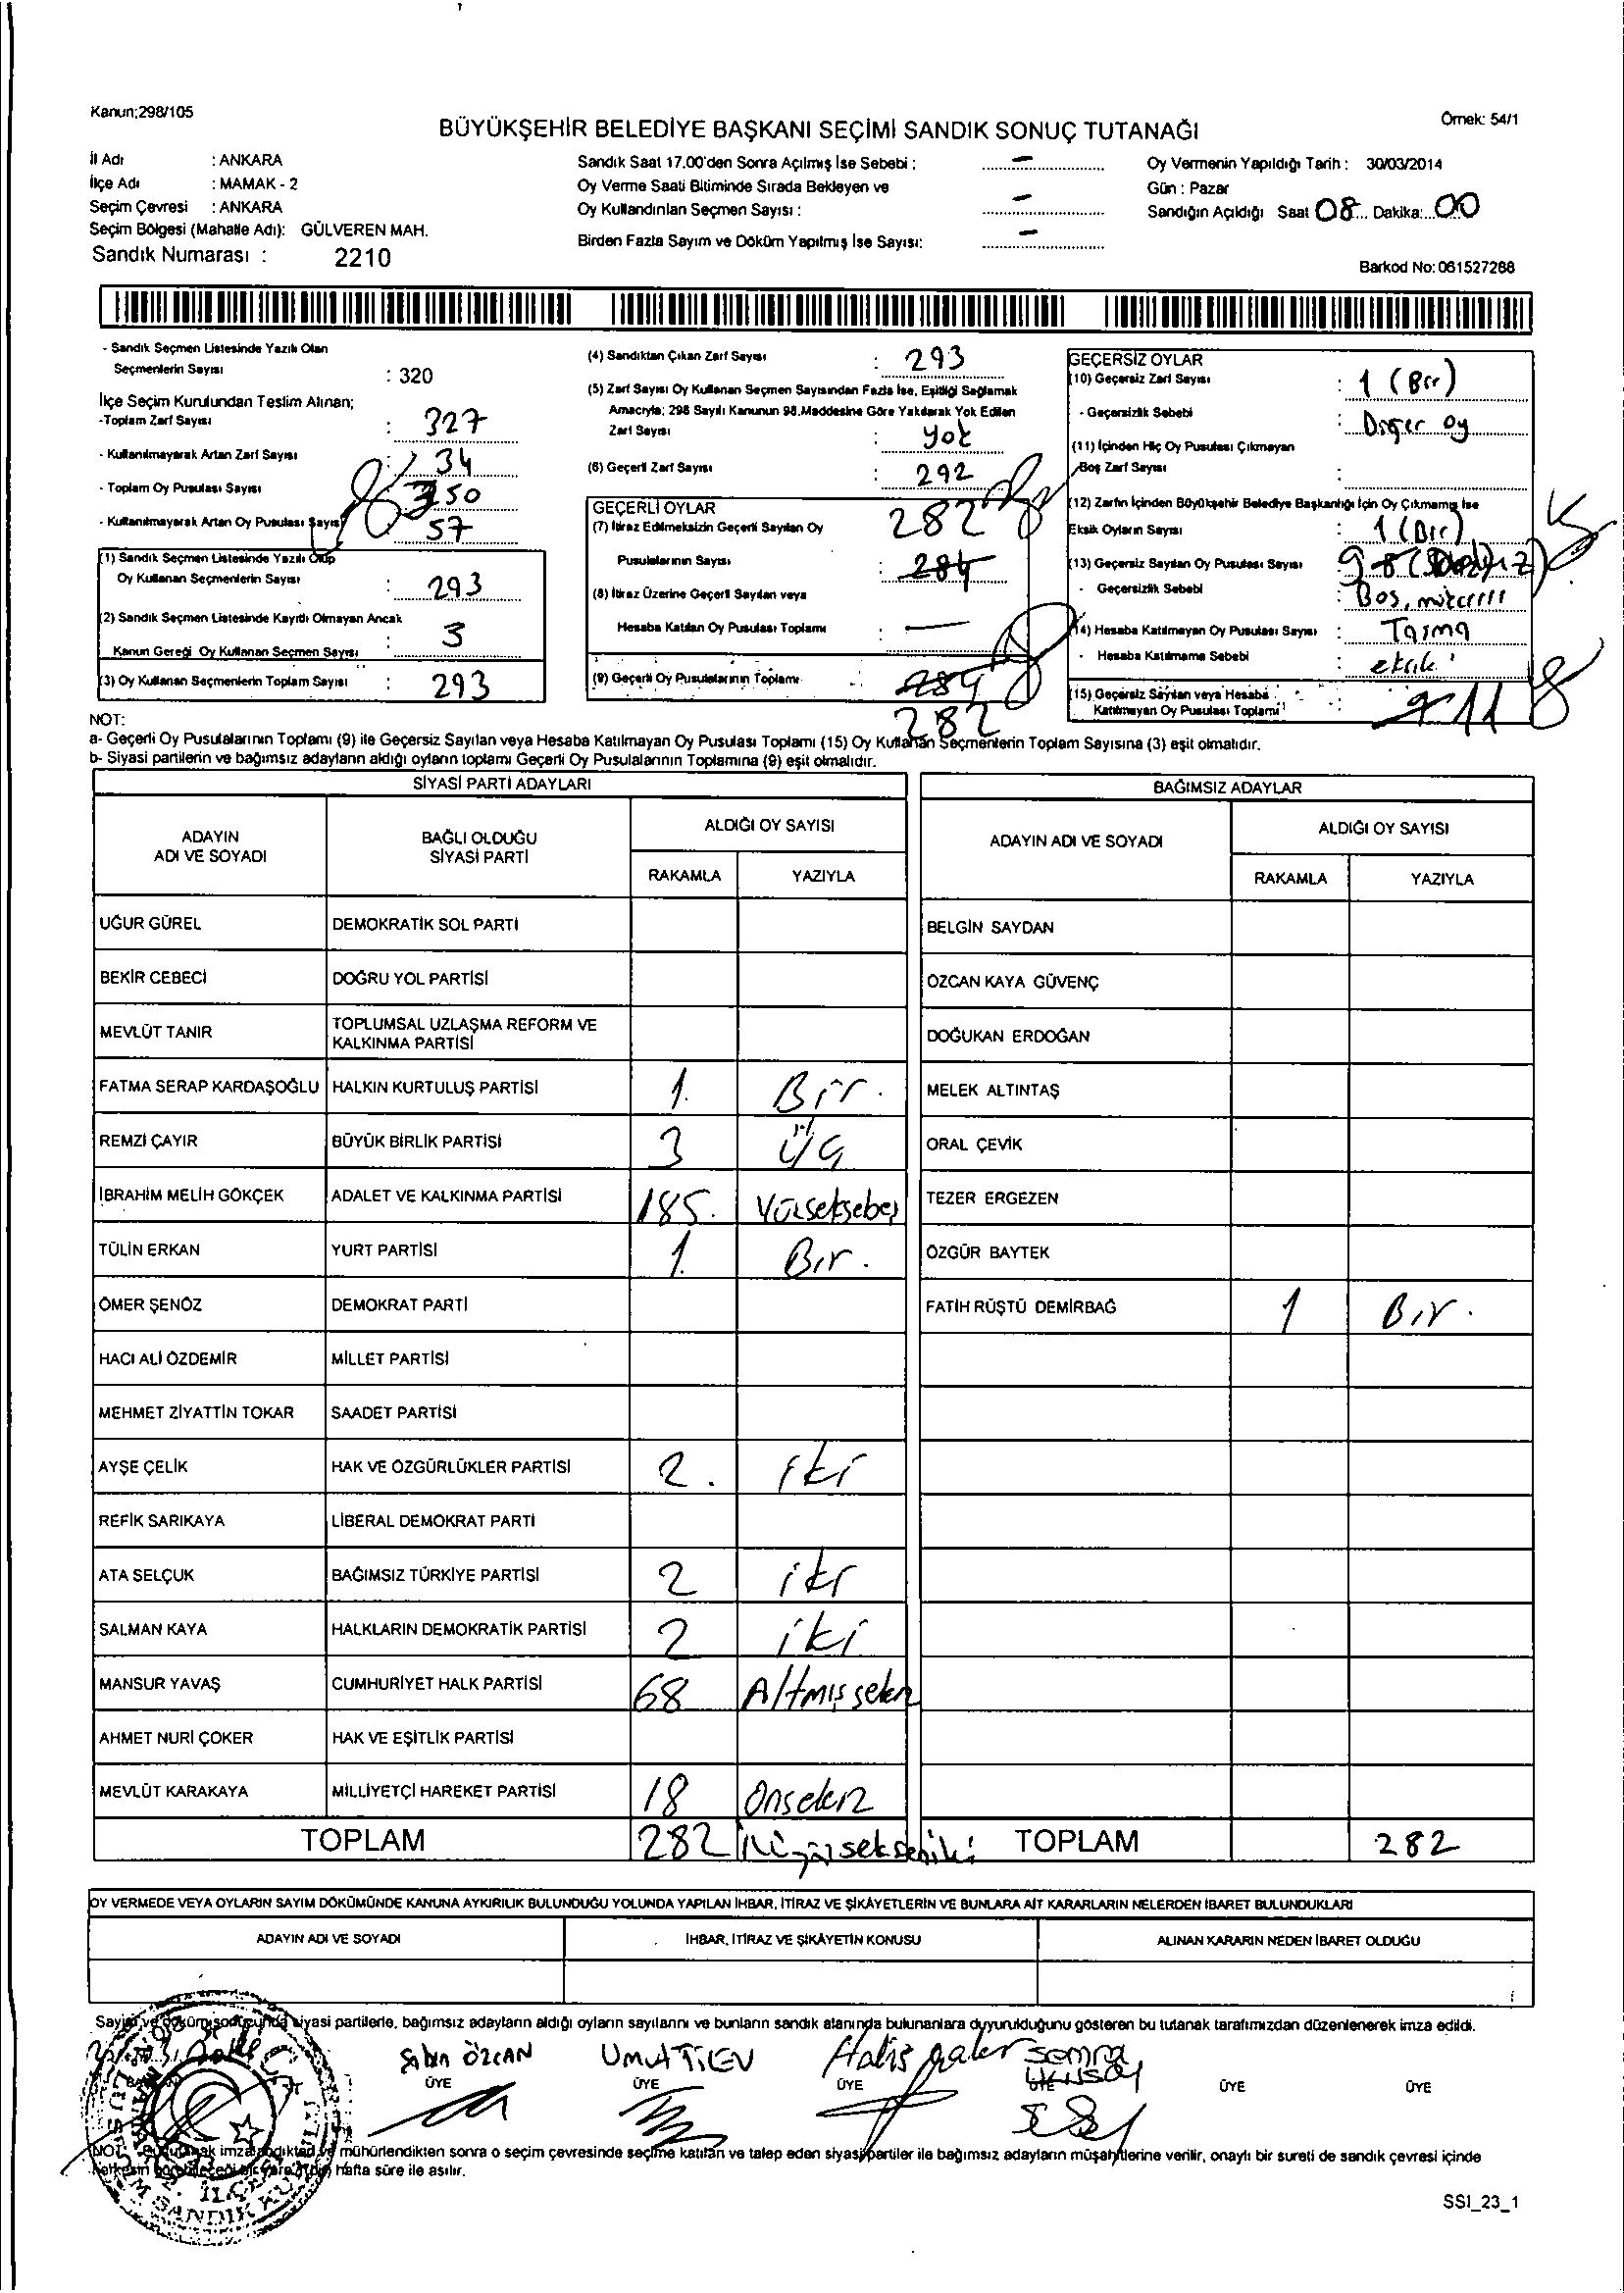 Kanun;298/105
Örnek: 54/1
BÜYÜKŞEHİR BELEDİYE BAŞKANI SEÇİMİ SANDIK SONUÇ TUTANAĞI
İl Adı : ANKARA
İlçe Adı : MAMAK - 2
Seçim Çevresi : ANKARA
Seçim Bölgesi (Mahalle Adı): GÜLVEREN MAH.
Sandık Numarası : 2210
Sandık Saat 17.00'den Sonra Açılmış İse Sebebi : –
Oy Verme Saati Bitiminde Sırada Bekleyen ve
Oy Kullandırılan Seçmen Sayısı : –
Birden Fazla Sayım ve Döküm Yapılmış İse Sayısı: –
Oy Vermenin Yapıldığı Tarih : 30/03/2014
Gün : Pazar
Sandığın Açıldığı Saat 08 Dakika: 00
Barkod No: 061527288
- Sandık Seçmen Listesinde Yazılı Olan
Seçmenlerin Sayısı : 320
İlçe Seçim Kurulundan Teslim Alınan;
-Toplam Zarf Sayısı : 327
- Kullanılmayarak Artan Zarf Sayısı : 34
- Toplam Oy Pusulası Sayısı 350
- Kullanılmayarak Artan Oy Pusulası Sayısı 57
(1) Sandık Seçmen Listesinde Yazılı Olup
Oy Kullanan Seçmenlerin Sayısı : 293
(2) Sandık Seçmen Listesinde Kayıtlı Olmayan Ancak
Kanun Gereği Oy Kullanan Seçmen Sayısı : 3
(3) Oy Kullanan Seçmenlerin Toplam Sayısı : 293
(4) Sandıktan Çıkan Zarf Sayısı : 293
(5) Zarf Sayısı Oy Kullanan Seçmen Sayısından Fazla İse, Eşitliği Sağlamak
Amacıyla; 298 Sayılı Kanunun 98.Maddesine Göre Yakılarak Yok Edilen
Zarf Sayısı : yok
(6) Geçerli Zarf Sayısı : 292
GEÇERLİ OYLAR
(7) İtiraz Edilmeksizin Geçerli Sayılan Oy 282
Pusulalarının Sayısı : 284
(8) İtiraz Üzerine Geçerli Sayılan veya
Hesaba Katılan Oy Pusulası Toplamı : —
(9) Geçerli Oy Pusulalarının Toplamı : 284
282
GEÇERSİZ OYLAR
(10) Geçersiz Zarf Sayısı : 1 (Bir)
- Geçersizlik Sebebi : Diğer oy
(11) İçinden Hiç Oy Pusulası Çıkmayan
Boş Zarf Sayısı :
(12) Zarfın İçinden Büyükşehir Belediye Başkanlığı İçin Oy Çıkmamış İse
Eksik Oyların Sayısı : 1 (Bir)
(13) Geçersiz Sayılan Oy Pusulası Sayısı : 9
- Geçersizlik Sebebi : Boş,
(14) Hesaba Katılmayan Oy Pusulası Sayısı : Taşma
- Hesaba Katılmama Sebebi : eksik
(15) Geçersiz Sayılan veya Hesaba
Katılmayan Oy Pusulası Toplamı : 11
NOT:
a- Geçerli Oy Pusulalarının Toplamı (9) ile Geçersiz Sayılan veya Hesaba Katılmayan Oy Pusulası Toplamı (15) Oy Kullanan Seçmenlerin Toplam Sayısına (3) eşit olmalıdır.
b- Siyasi partilerin ve bağımsız adayların aldığı oyların toplamı Geçerli Oy Pusulalarının Toplamına (9) eşit olmalıdır.
SİYASİ PARTİ ADAYLARI
ADAYIN ADI VE SOYADI BAĞLI OLDUĞU SİYASİ PARTİ ALDIĞI OY SAYISI
RAKAMLA YAZIYLA
UĞUR GÜREL DEMOKRATİK SOL PARTİ
BEKİR CEBECİ DOĞRU YOL PARTİSİ
MEVLÜT TANIR TOPLUMSAL UZLAŞMA REFORM VE
KALKINMA PARTİSİ
FATMA SERAP KARDAŞOĞLU HALKIN KURTULUŞ PARTİSİ 1. Bir.
REMZİ ÇAYIR BÜYÜK BİRLİK PARTİSİ 3 Üç
İBRAHİM MELİH GÖKÇEK ADALET VE KALKINMA PARTİSİ 185. Yüzseksebeş
TÜLİN ERKAN YURT PARTİSİ 1. Bir.
ÖMER ŞENÖZ DEMOKRAT PARTİ
HACI ALİ ÖZDEMİR MİLLET PARTİSİ
MEHMET ZİYATTİN TOKAR SAADET PARTİSİ
AYŞE ÇELİK HAK VE ÖZGÜRLÜKLER PARTİSİ 2. iki
REFİK SARIKAYA LİBERAL DEMOKRAT PARTİ
ATA SELÇUK BAĞIMSIZ TÜRKİYE PARTİSİ 2 iki
SALMAN KAYA HALKLARIN DEMOKRATİK PARTİSİ 2 iki
MANSUR YAVAŞ CUMHURİYET HALK PARTİSİ 68 Altmışsekiz
AHMET NURİ ÇOKER HAK VE EŞİTLİK PARTİSİ
MEVLÜT KARAKAYA MİLLİYETÇİ HAREKET PARTİSİ 18 Onsekiz
TOPLAM 282 ikiyüzsekseniki
BAĞIMSIZ ADAYLAR
ADAYIN ADI VE SOYADI ALDIĞI OY SAYISI
RAKAMLA YAZIYLA
BELGİN SAYDAN
ÖZCAN KAYA GÜVENÇ
DOĞUKAN ERDOĞAN
MELEK ALTINTAŞ
ORAL ÇEVİK
TEZER ERGEZEN
ÖZGÜR BAYTEK
FATİH RÜŞTÜ DEMİRBAĞ 1 Bir.
TOPLAM 282
OY VERMEDE VEYA OYLARIN SAYIM DÖKÜMÜNDE KANUNA AYKIRILIK BULUNDUĞU YOLUNDA YAPILAN İHBAR, İTİRAZ VE ŞİKÂYETLERİN VE BUNLARA AİT KARARLARIN NELERDEN İBARET BULUNDUKLARI
ADAYIN ADI VE SOYADI İHBAR, İTİRAZ VE ŞİKÂYETİN KONUSU ALINAN KARARIN NEDEN İBARET OLDUĞU
Sayım ve döküm sonucunda siyasi partilerle, bağımsız adayların aldığı oyların sayılarını ve bunların sandık alanında bulunanlara duyurulduğunu gösteren bu tutanak tarafımızdan düzenlenerek imza edildi.
ÖZCAN Halis Semra
ÜYE ÜYE ÜYE ÜYE ÜYE ÜYE
NOT: Bu tutanak imzalandıktan ve mühürlendikten sonra o seçim çevresinde seçime katılan ve talep eden siyasi partiler ile bağımsız adayların müşahitlerine verilir, onaylı bir sureti de sandık çevresi içinde
herkesin görebileceği bir yere bir hafta süre ile asılır.
SSI_23_1